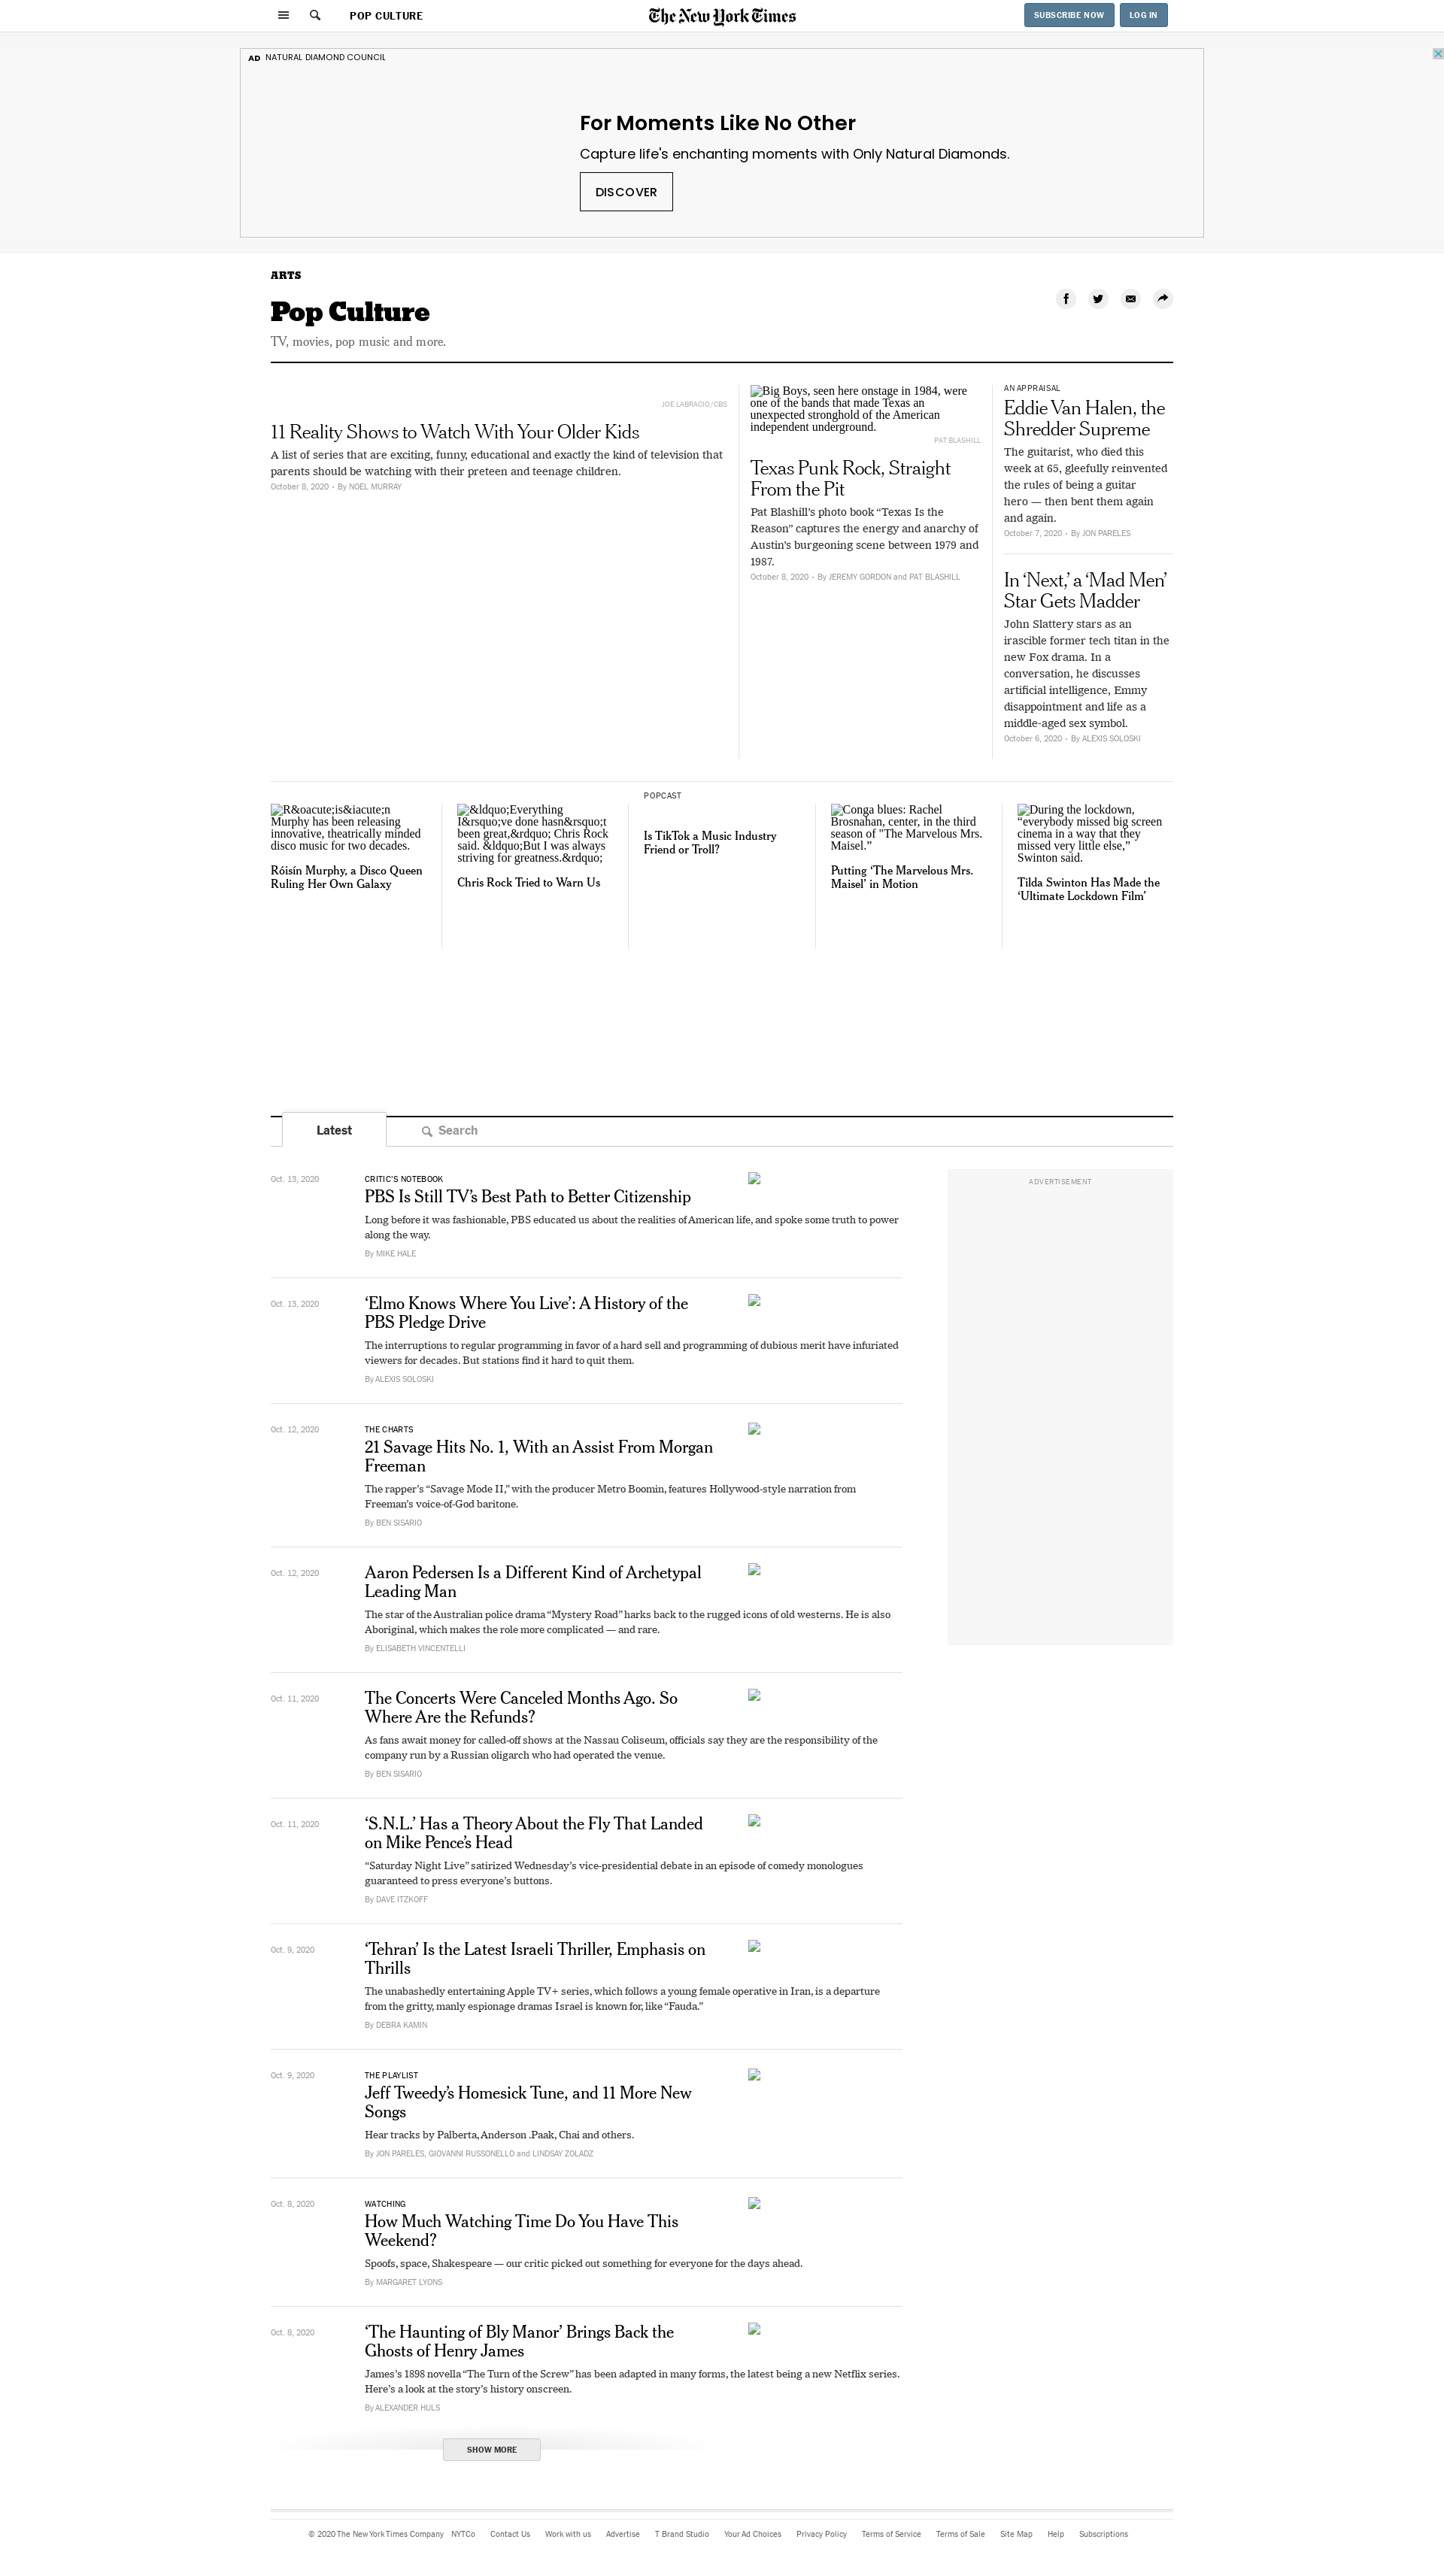 POP CULTURE
The New York Times
SUBSCRIBE NOW
LOG IN
AD NATURAL DIAMOND COUNCIL
For Moments Like No Other
Capture life's enchanting moments with Only Natural Diamonds.
DISCOVER
ARTS
Pop Culture
TV, movies, pop music and more.
JOE LABRACIO/CBS
11 Reality Shows to Watch With Your Older Kids
A list of series that are exciting, funny, educational and exactly the kind of television that
parents should be watching with their preteen and teenage children.
October 8, 2020 • By NOEL MURRAY
Big Boys, seen here onstage in 1984, were
one of the bands that made Texas an
unexpected stronghold of the American
independent underground.
PAT BLASHILL
Texas Punk Rock, Straight
From the Pit
Pat Blashill’s photo book “Texas Is the
Reason” captures the energy and anarchy of
Austin’s burgeoning scene between 1979 and
1987.
October 8, 2020 • By JEREMY GORDON and PAT BLASHILL
AN APPRAISAL
Eddie Van Halen, the
Shredder Supreme
The guitarist, who died this
week at 65, gleefully reinvented
the rules of being a guitar
hero — then bent them again
and again.
October 7, 2020 • By JON PARELES
In ‘Next,’ a ‘Mad Men’
Star Gets Madder
John Slattery stars as an
irascible former tech titan in the
new Fox drama. In a
conversation, he discusses
artificial intelligence, Emmy
disappointment and life as a
middle-aged sex symbol.
October 6, 2020 • By ALEXIS SOLOSKI
R&oacute;is&iacute;n
Murphy has been releasing
innovative, theatrically minded
disco music for two decades.
Róisín Murphy, a Disco Queen
Ruling Her Own Galaxy
&ldquo;Everything
I&rsquo;ve done hasn&rsquo;t
been great,&rdquo; Chris Rock
said. &ldquo;But I was always
striving for greatness.&rdquo;
Chris Rock Tried to Warn Us
POPCAST
Is TikTok a Music Industry
Friend or Troll?
Conga blues: Rachel
Brosnahan, center, in the third
season of "The Marvelous Mrs.
Maisel.”
Putting ‘The Marvelous Mrs.
Maisel’ in Motion
During the lockdown,
“everybody missed big screen
cinema in a way that they
missed very little else,”
Swinton said.
Tilda Swinton Has Made the
‘Ultimate Lockdown Film’
Latest
Search
ADVERTISEMENT
Oct. 13, 2020
CRITIC’S NOTEBOOK
PBS Is Still TV’s Best Path to Better Citizenship
Long before it was fashionable, PBS educated us about the realities of American life, and spoke some truth to power
along the way.
By MIKE HALE
Oct. 13, 2020
‘Elmo Knows Where You Live’: A History of the
PBS Pledge Drive
The interruptions to regular programming in favor of a hard sell and programming of dubious merit have infuriated
viewers for decades. But stations find it hard to quit them.
By ALEXIS SOLOSKI
Oct. 12, 2020
THE CHARTS
21 Savage Hits No. 1, With an Assist From Morgan
Freeman
The rapper’s “Savage Mode II,” with the producer Metro Boomin, features Hollywood-style narration from
Freeman’s voice-of-God baritone.
By BEN SISARIO
Oct. 12, 2020
Aaron Pedersen Is a Different Kind of Archetypal
Leading Man
The star of the Australian police drama “Mystery Road” harks back to the rugged icons of old westerns. He is also
Aboriginal, which makes the role more complicated — and rare.
By ELISABETH VINCENTELLI
Oct. 11, 2020
The Concerts Were Canceled Months Ago. So
Where Are the Refunds?
As fans await money for called-off shows at the Nassau Coliseum, officials say they are the responsibility of the
company run by a Russian oligarch who had operated the venue.
By BEN SISARIO
Oct. 11, 2020
‘S.N.L.’ Has a Theory About the Fly That Landed
on Mike Pence’s Head
“Saturday Night Live” satirized Wednesday’s vice-presidential debate in an episode of comedy monologues
guaranteed to press everyone’s buttons.
By DAVE ITZKOFF
Oct. 9, 2020
‘Tehran’ Is the Latest Israeli Thriller, Emphasis on
Thrills
The unabashedly entertaining Apple TV+ series, which follows a young female operative in Iran, is a departure
from the gritty, manly espionage dramas Israel is known for, like “Fauda.”
By DEBRA KAMIN
Oct. 9, 2020
THE PLAYLIST
Jeff Tweedy’s Homesick Tune, and 11 More New
Songs
Hear tracks by Palberta, Anderson .Paak, Chai and others.
By JON PARELES, GIOVANNI RUSSONELLO and LINDSAY ZOLADZ
Oct. 8, 2020
WATCHING
How Much Watching Time Do You Have This
Weekend?
Spoofs, space, Shakespeare — our critic picked out something for everyone for the days ahead.
By MARGARET LYONS
Oct. 8, 2020
‘The Haunting of Bly Manor’ Brings Back the
Ghosts of Henry James
James’s 1898 novella “The Turn of the Screw” has been adapted in many forms, the latest being a new Netflix series.
Here’s a look at the story’s history onscreen.
By ALEXANDER HULS
SHOW MORE
© 2020 The New York Times Company NYTCo Contact Us Work with us Advertise T Brand Studio Your Ad Choices Privacy Policy Terms of Service Terms of Sale Site Map Help Subscriptions